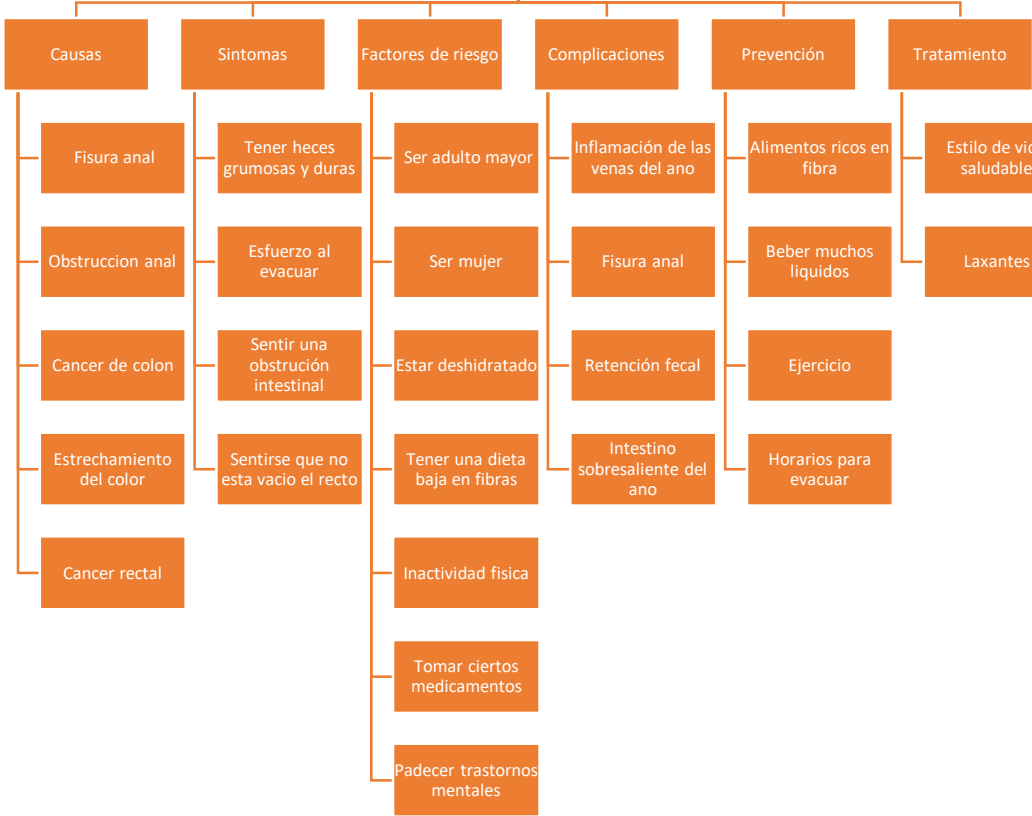 Causas
Fisura anal
Obstruccion anal
Cancer de colon
Estrechamiento
del color
Cancer rectal
Sintomas
Tener heces
grumosas y duras
Esfuerzo al
evacuar
Sentir una
obstrución
intestinal
Sentirse que no
esta vacio el recto
Factores de riesgo
Ser adulto mayor
Ser mujer
Estar deshidratado
Tener una dieta
baja en fibras
Inactividad fisica
Tomar ciertos
medicamentos
Padecer trastornos
mentales
Complicaciones
Inflamación de las
venas del ano
Fisura anal
Retención fecal
Intestino
sobresaliente del
ano
Prevención
Alimentos ricos en
fibra
Beber muchos
liquidos
Ejercicio
Horarios para
evacuar
Tratamiento
Estilo de vid
saludable
Laxantes